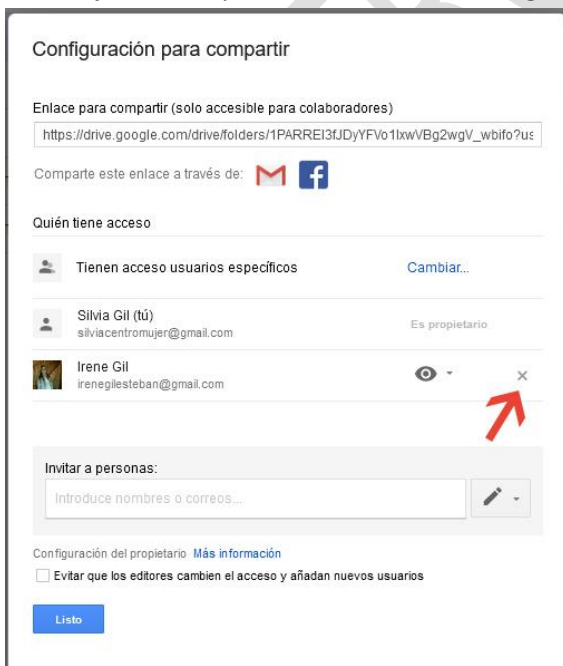 Configuración para compartir
Enlace para compartir (solo accesible para colaboradores)
https://drive.google.com/drive/folders/1PARREI3fJDyYFVo1lxwVBg2wgV_wbifo?us
Comparte este enlace a través de:
Quién tiene acceso
Tienen acceso usuarios específicos Cambiar...
Silvia Gil (tú)
silviacentromujer@gmail.com Es propietario
Irene Gil
irenegilesteban@gmail.com
Invitar a personas:
Introduce nombres o correos...
Configuración del propietario Más información
Evitar que los editores cambien el acceso y añadan nuevos usuarios
Listo